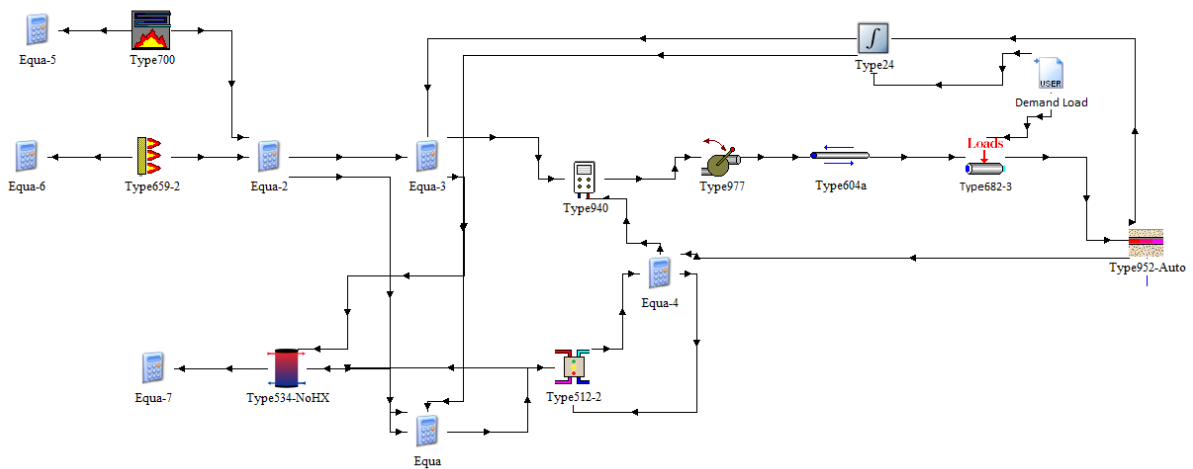 Equa-5
Type700
Type24
USER
Demand Load
Equa-6
Type659-2
Equa-2
Equa-3
Type940
Type977
Type604a
Loads
Type682-3
Type952-Auto
Equa-4
Equa-7
Type534-NoHX
Type512-2
Equa